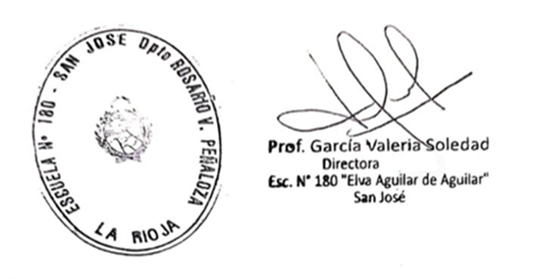 ESCUELA Nº 180 - SAN JOSE Dpto ROSARIO V. PEÑALOZA
LA RIOJA
Prof. García Valeria Soledad
Directora
Esc. N° 180 "Elva Aguilar de Aguilar"
San José